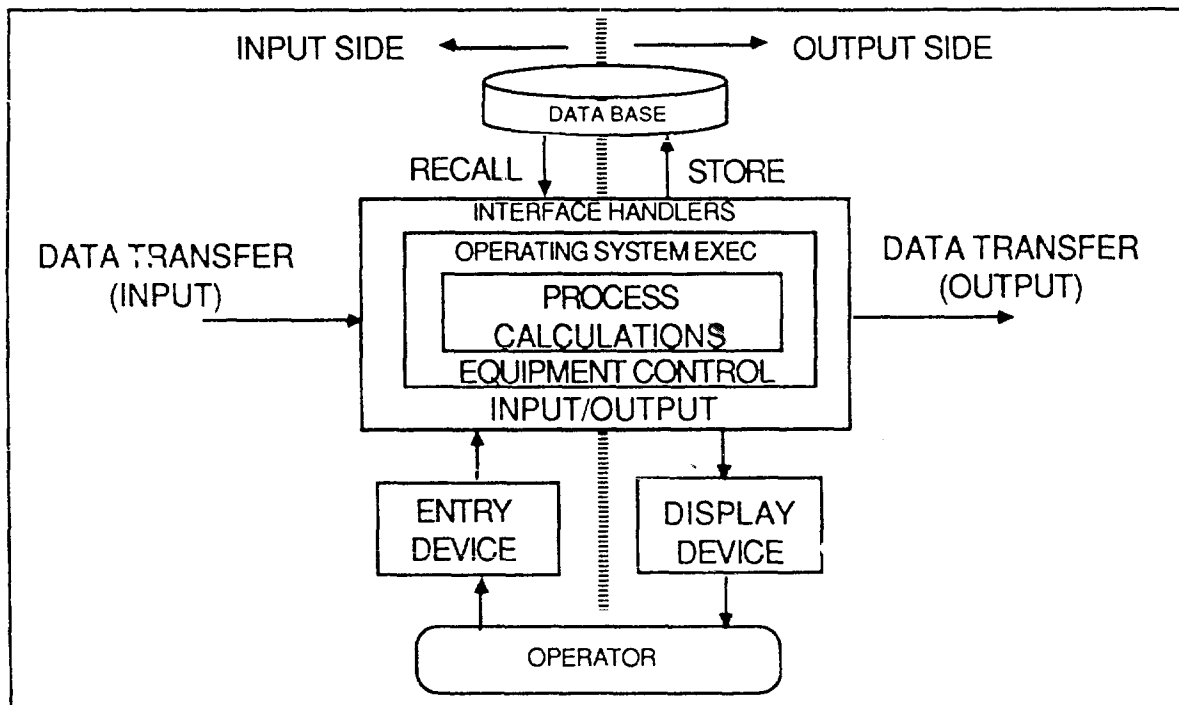 INPUT SIDE
OUTPUT SIDE
DATA BASE
RECALL
STORE
INTERFACE HANDLERS
OPERATING SYSTEM EXEC
DATA TRANSFER
(INPUT)
PROCESS
CALCULATIONS
DATA TRANSFER
(OUTPUT)
EQUIPMENT CONTROL
INPUT/OUTPUT
ENTRY
DEVICE
DISPLAY
DEVICE
OPERATOR